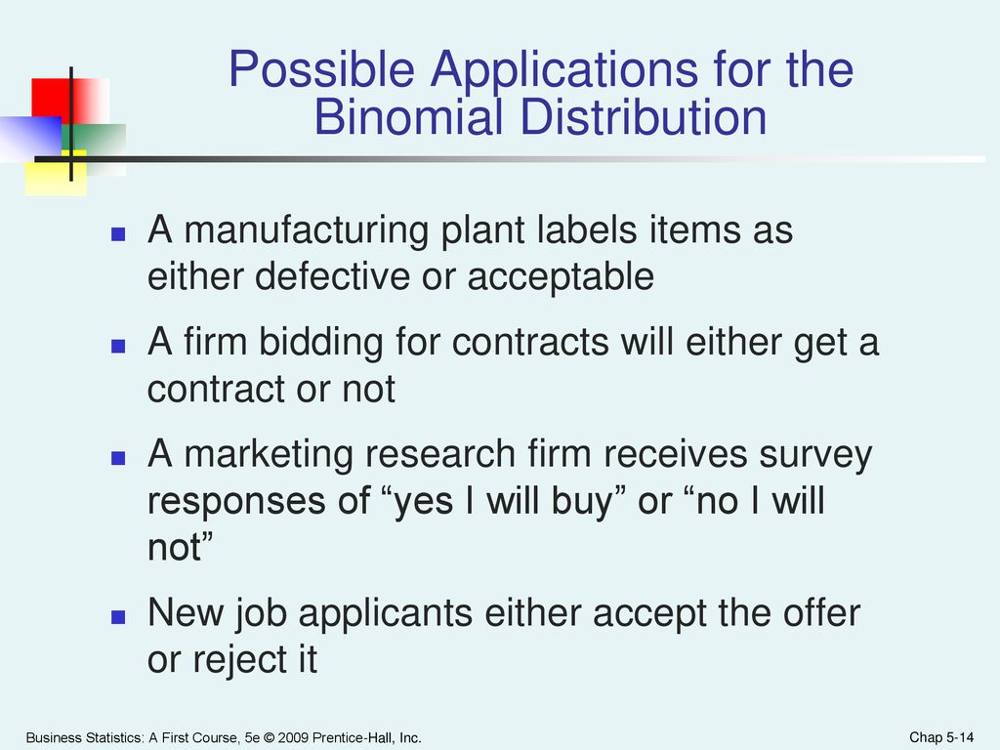 Possible Applications for the
Binomial Distribution
A manufacturing plant labels items as
either defective or acceptable
A firm bidding for contracts will either get a
contract or not
A marketing research firm receives survey
responses of “yes I will buy” or “no I will
not”
New job applicants either accept the offer
or reject it
Business Statistics: A First Course, 5e © 2009 Prentice-Hall, Inc.
Chap 5-14